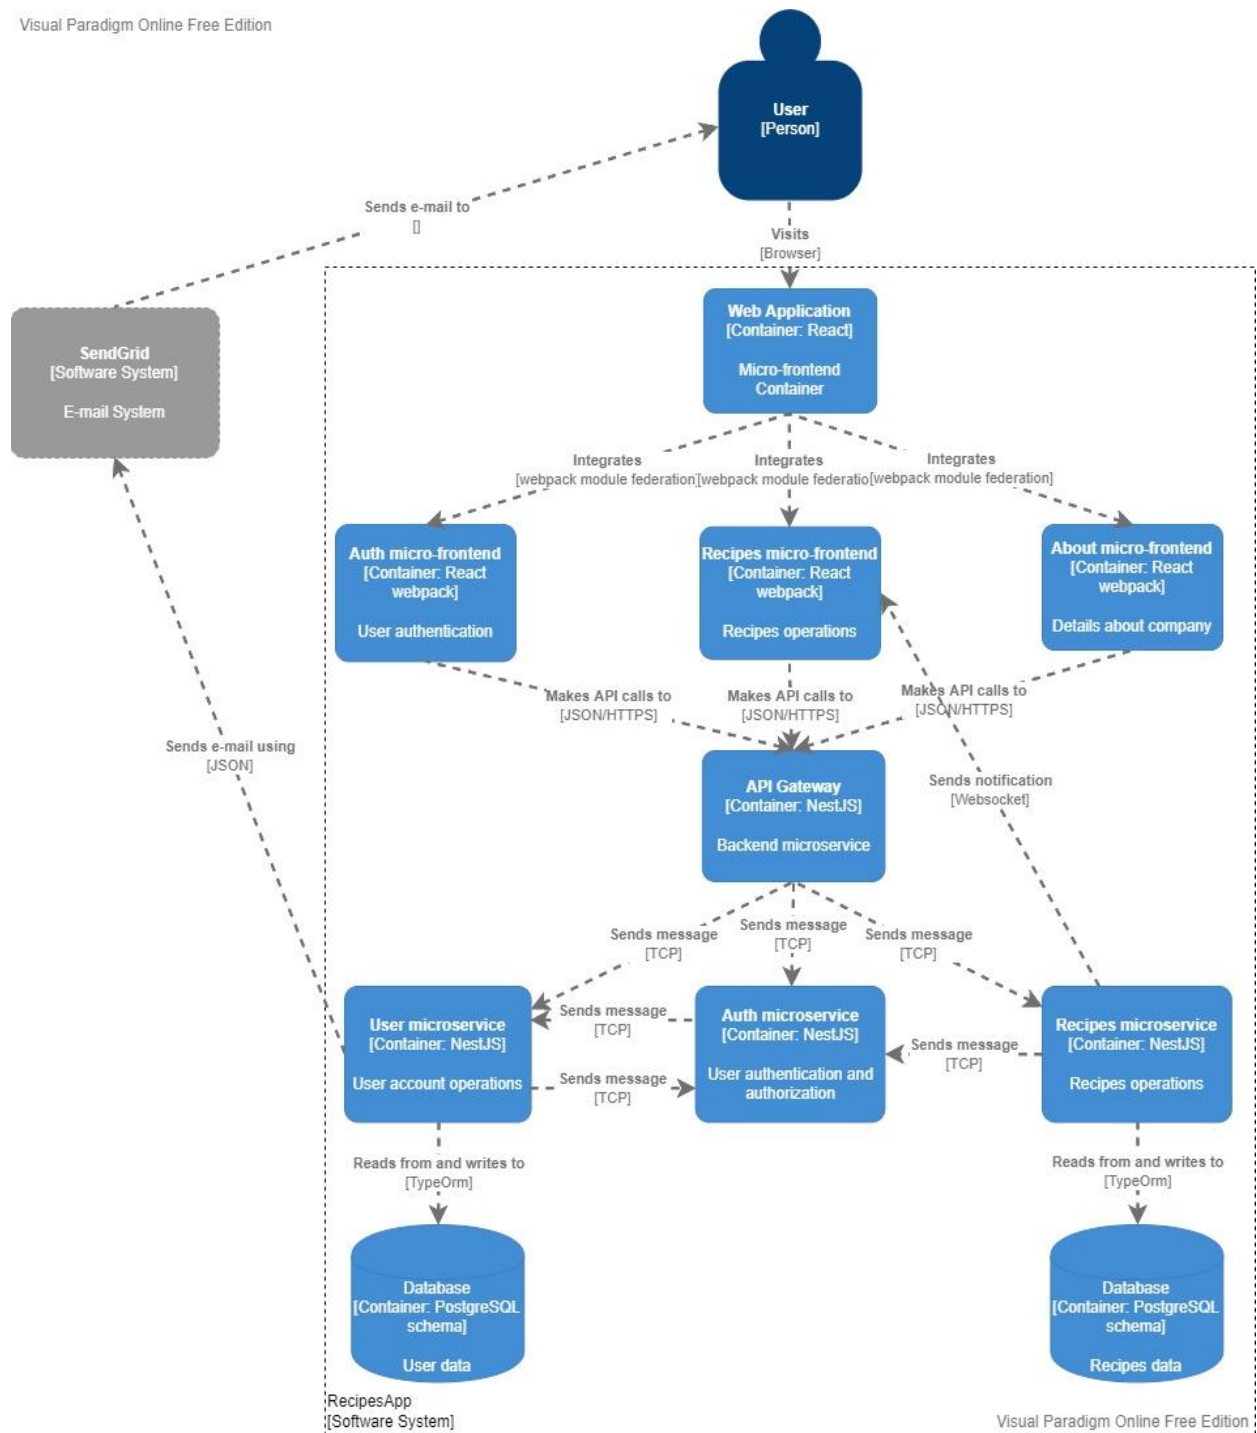 Visual Paradigm Online Free Edition
User
[Person]
Sends e-mail to
[]
Visits
[Browser]
SendGrid
[Software System]
E-mail System
Web Application
[Container: React]
Micro-frontend
Container
Integrates
[webpack module federation]
Integrates
[webpack module federatio
Integrates
[webpack module federation]
Auth micro-frontend
[Container: React
webpack]
User authentication
Recipes micro-frontend
[Container: React
webpack]
Recipes operations
About micro-frontend
[Container: React
webpack]
Details about company
Makes API calls to
[JSON/HTTPS]
Makes API calls to
[JSON/HTTPS]
Makes API calls to
[JSON/HTTPS]
Sends e-mail using
[JSON]
API Gateway
[Container: NestJS]
Backend microservice
Sends notification
[Websocket]
Sends message
[TCP]
Sends message
[TCP]
Sends message
[TCP]
User microservice
[Container: NestJS]
User account operations
Sends message
[TCP]
Sends message
[TCP]
Auth microservice
[Container: NestJS]
User authentication and
authorization
Sends message
[TCP]
Recipes microservice
[Container: NestJS]
Recipes operations
Reads from and writes to
[TypeOrm]
Reads from and writes to
[TypeOrm]
Database
[Container: PostgreSQL
schema]
User data
Database
[Container: PostgreSQL
schema]
Recipes data
RecipesApp
[Software System]
Visual Paradigm Online Free Edition